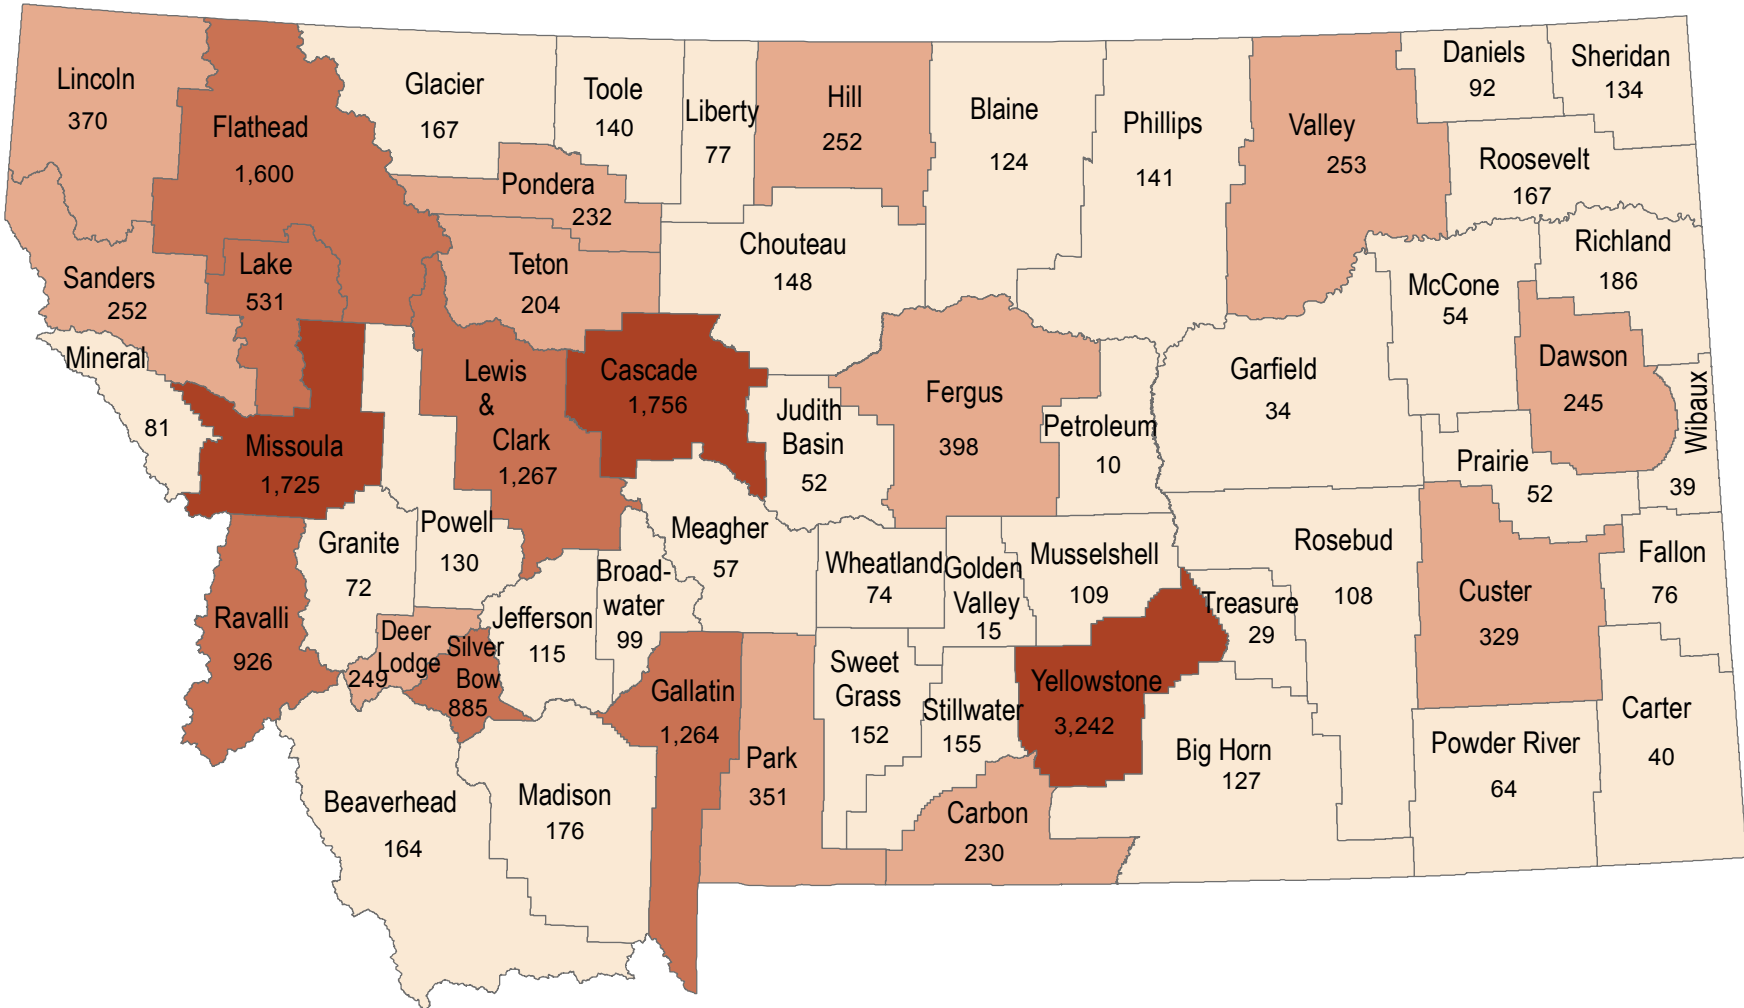 Lincoln
370
Flathead
1,600
Glacier
167
Toole
140
Liberty
77
Hill
252
Blaine
124
Phillips
141
Valley
253
Daniels
92
Sheridan
134
Roosevelt
167
Pondera
232
Sanders
252
Lake
531
Teton
204
Chouteau
148
McCone
54
Richland
186
Mineral
81
Missoula
1,725
Lewis
&
Clark
1,267
Cascade
1,756
Judith
Basin
52
Fergus
398
Petroleum
10
Garfield
34
Dawson
245
Wibaux
39
Prairie
52
Powell
130
Granite
72
Meagher
57
Wheatland
74
Golden
Valley
15
Musselshell
109
Rosebud
108
Treasure
29
Custer
329
Fallon
76
Ravalli
926
Deer
Lodge
249
Silver
Bow
885
Jefferson
115
Broad-
water
99
Gallatin
1,264
Park
351
Sweet
Grass
152
Stillwater
155
Yellowstone
3,242
Big Horn
127
Powder River
64
Carter
40
Beaverhead
164
Madison
176
Carbon
230